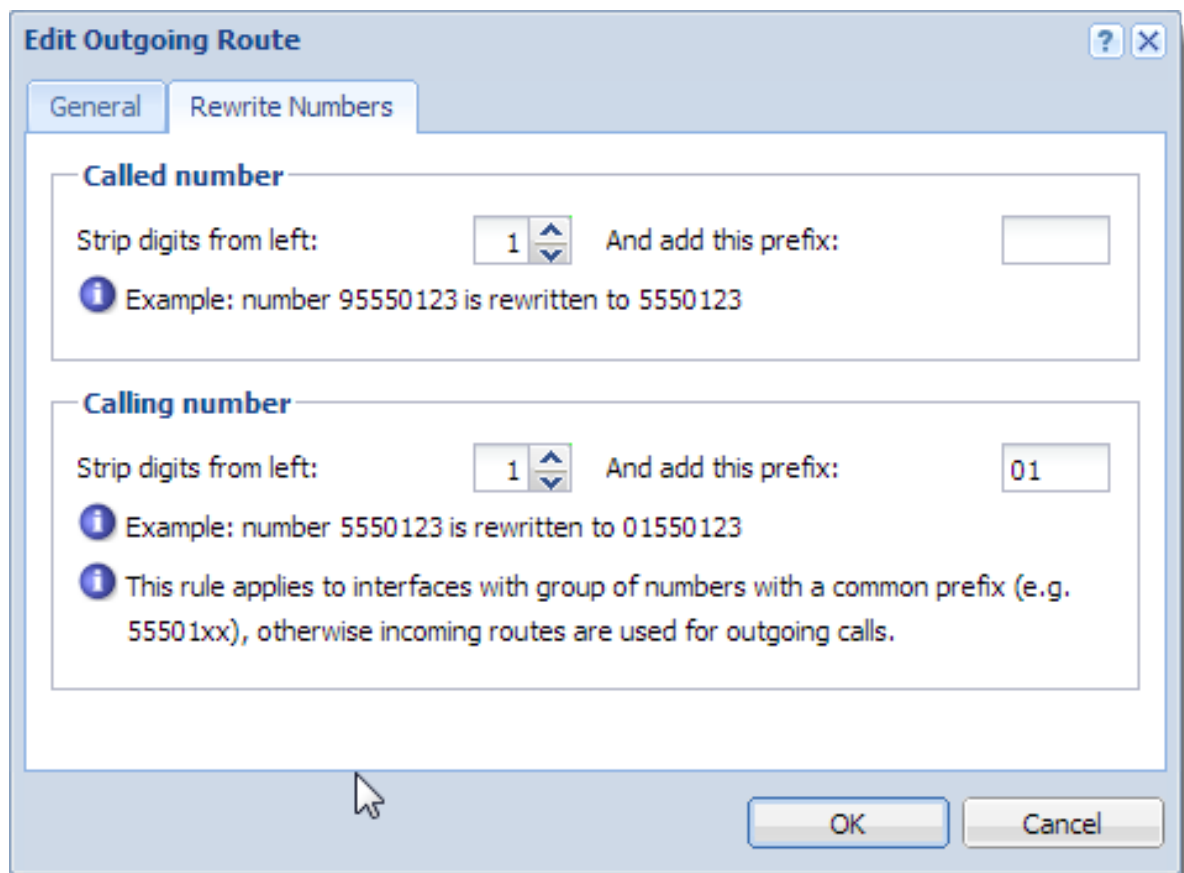 Edit Outgoing Route
?
General Rewrite Numbers
Called number
Strip digits from left: 1 And add this prefix:
i Example: number 95550123 is rewritten to 5550123
Calling number
Strip digits from left: 1 And add this prefix: 01
i Example: number 5550123 is rewritten to 01550123
i This rule applies to interfaces with group of numbers with a common prefix (e.g.
55501xx), otherwise incoming routes are used for outgoing calls.
OK Cancel